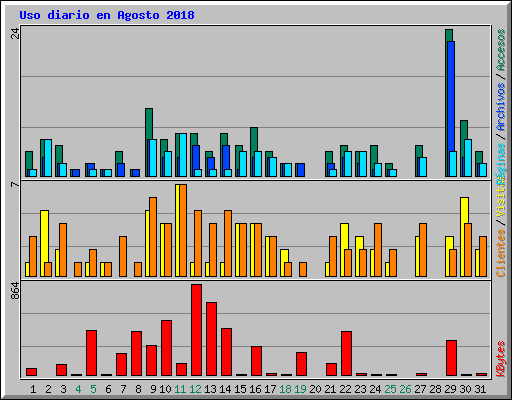 Uso diario en Agosto 2018
24
7
864
Accesos
/ Archivos /
Clientes / Visitas
KBytes
1 2 3 4 5 6 7 8 9 10 11 12 13 14 15 16 17 18 19 20 21 22 23 24 25 26 27 28 29 30 31